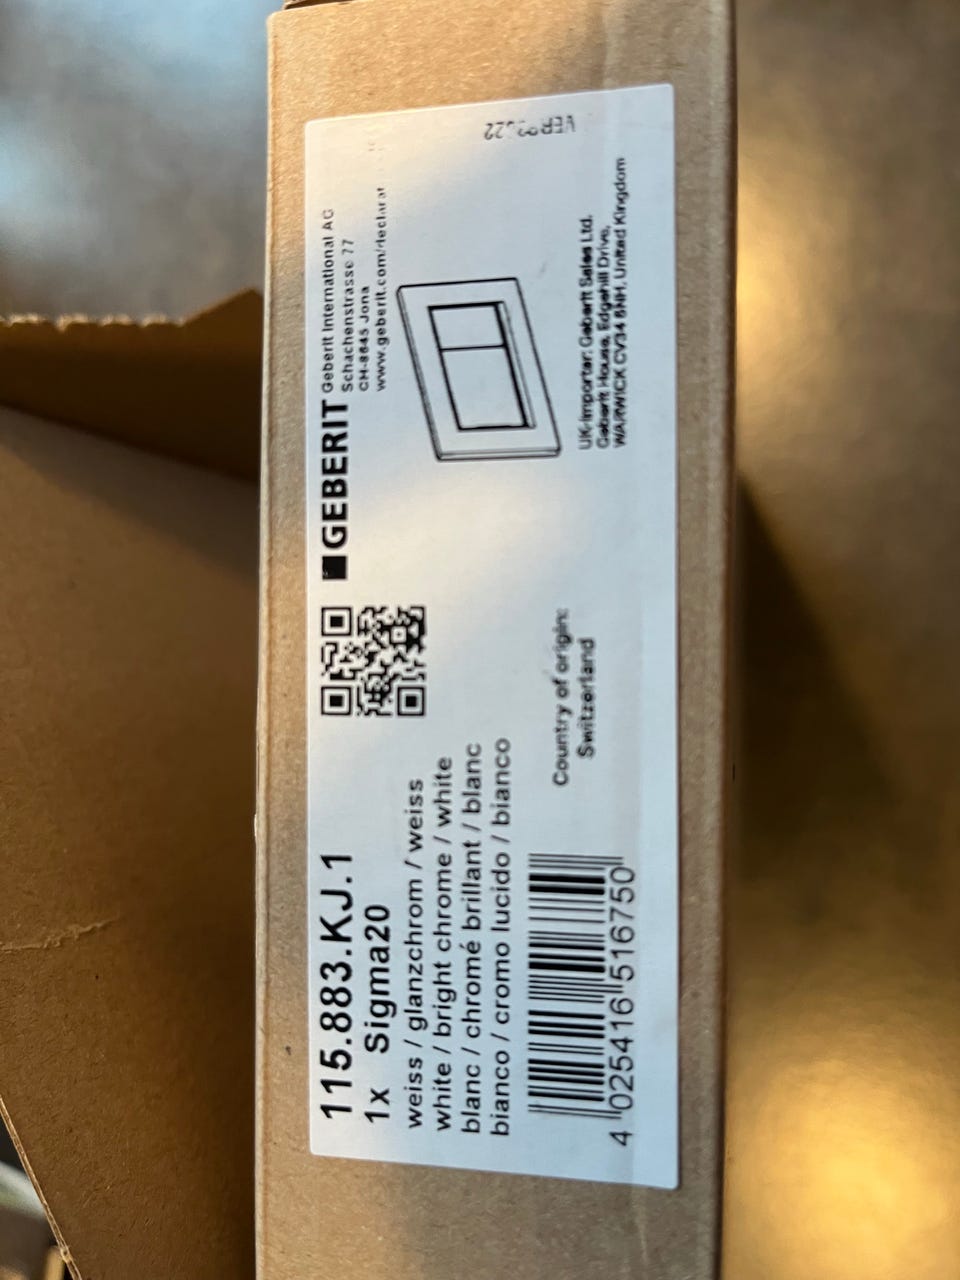 115.883.KJ.1
1x Sigma20
weiss / glanzchrom / weiss
white / bright chrome / white
blanc / chromé brillant / blanc
bianco / cromo lucido / bianco
4 025416 516750
Country of origin:
Switzerland
GEBERIT
Geberit International AG
Schachenstrasse 77
CH-8645 Jona
www.geberit.com/declarat
UK-Importer: Geberit Sales Ltd.
Geberit House, Edgehill Drive,
WARWICK CV34 6NH, United Kingdom